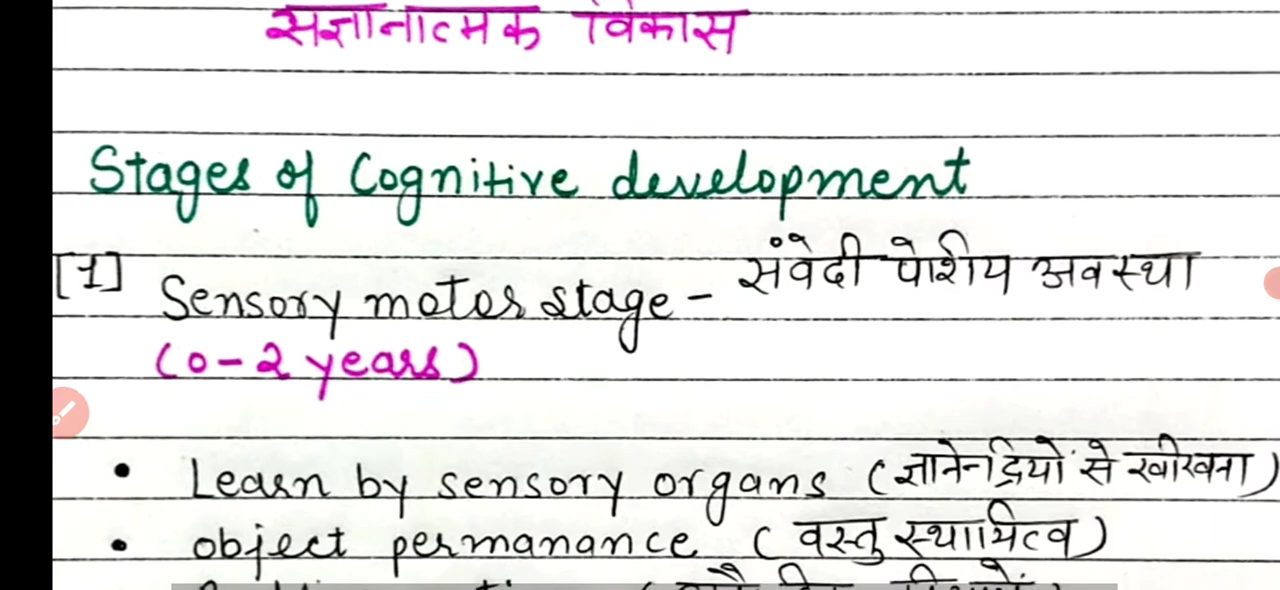 संज्ञानात्मक विकास
Stages of Cognitive development
[1] Sensory motor stage - संवेदी पेशीय अवस्था
(0-2 years)
• Learn by sensory organs (ज्ञानेन्द्रियों से सीखना)
• object permanance (वस्तु स्थायित्व)